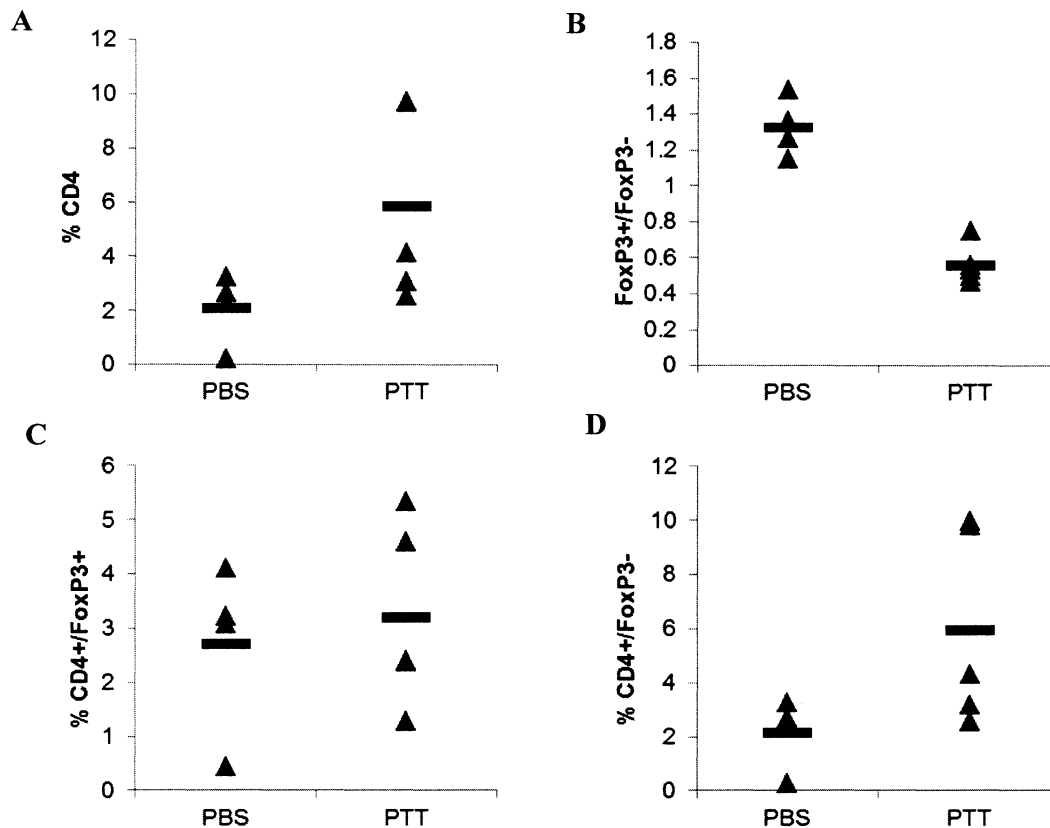 A
12
10
8
6
4
2
0
% CD4
PBS
PTT
B
1.8
1.6
1.4
1.2
1
0.8
0.6
0.4
0.2
0
FoxP3+/FoxP3-
PBS
PTT
C
6
5
4
3
2
1
0
% CD4+/FoxP3+
PBS
PTT
D
12
10
8
6
4
2
0
% CD4+/FoxP3-
PBS
PTT